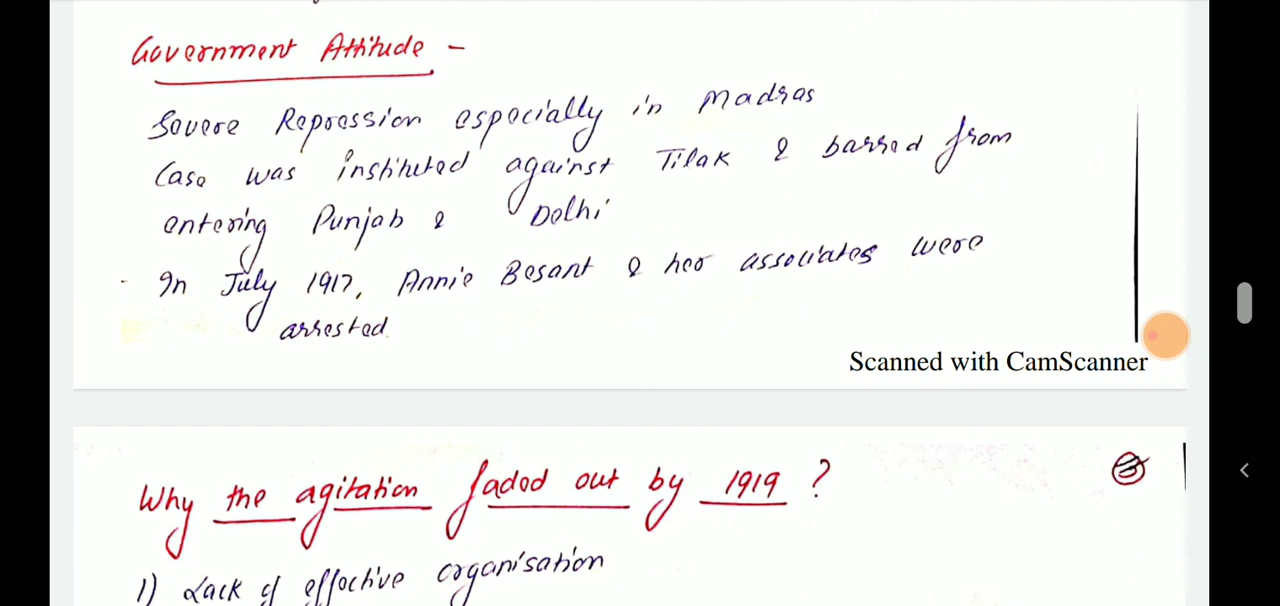 Government Attitude -
Severe Repression especially in Madras
Case was instituted against Tilak & barred from
entering Punjab & Delhi
- In July 1917, Annie Besant & her associates were
arrested.
Scanned with CamScanner
Why the agitation faded out by 1919 ?
3
1) Lack of effective organisation